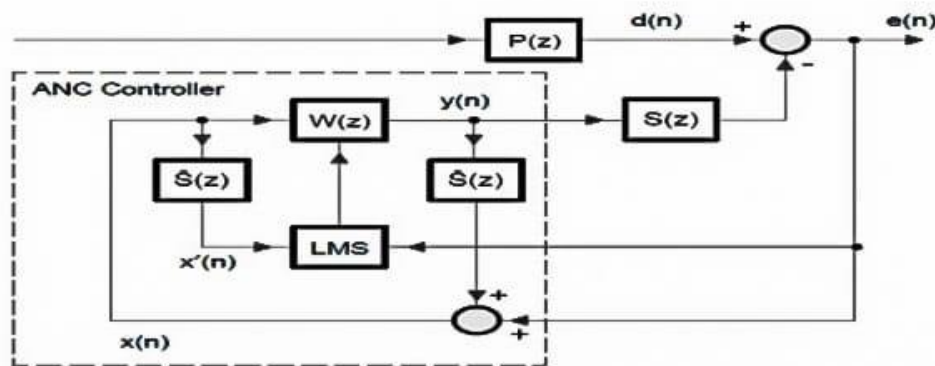 d(n) + e(n)
P(z)
-
ANC Controller
y(n)
W(z) S(z)
Ŝ(z) Ŝ(z)
LMS
x'(n)
+
+
x(n)